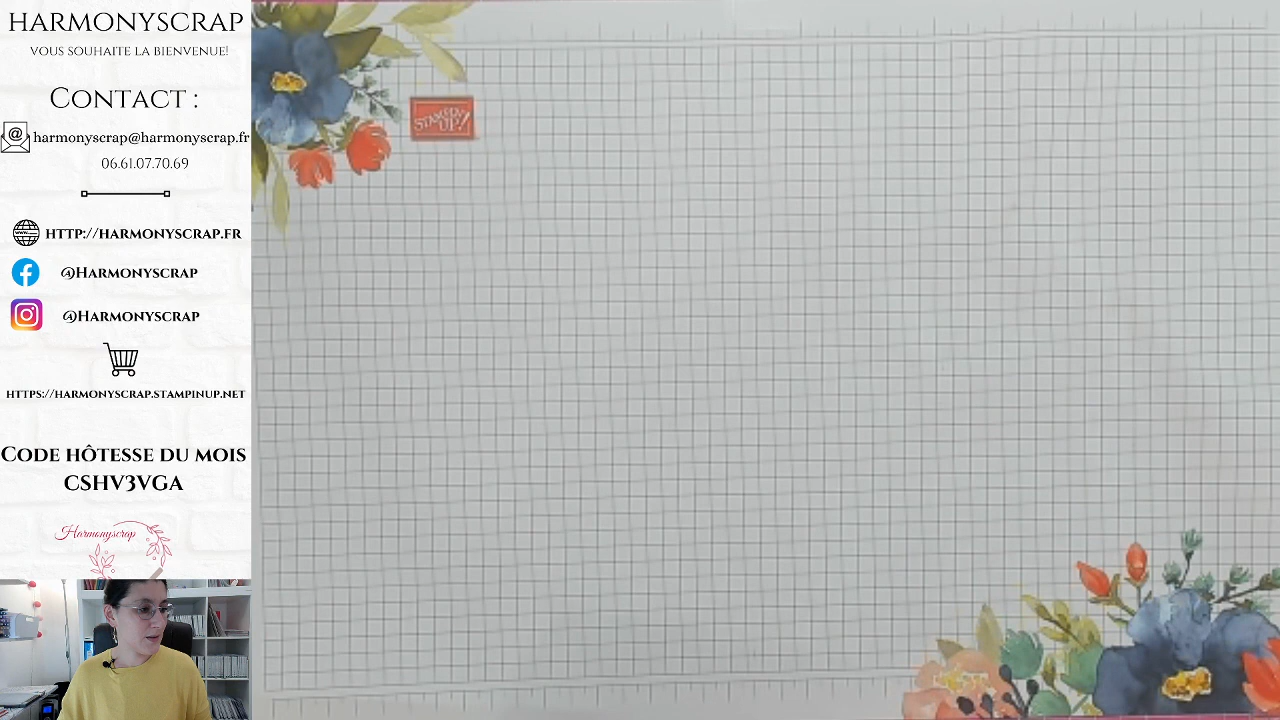 HARMONYSCRAP
VOUS SOUHAITE LA BIENVENUE!
CONTACT :
harmonyscrap@harmonyscrap.fr
06.61.07.70.69
HTTP://HARMONYSCRAP.FR
@HARMONYSCRAP
@HARMONYSCRAP
HTTPS://HARMONYSCRAP.STAMPINUP.NET
CODE HÔTESSE DU MOIS
CSHV3VGA
Harmonyscrap
STAMPIN' UP!